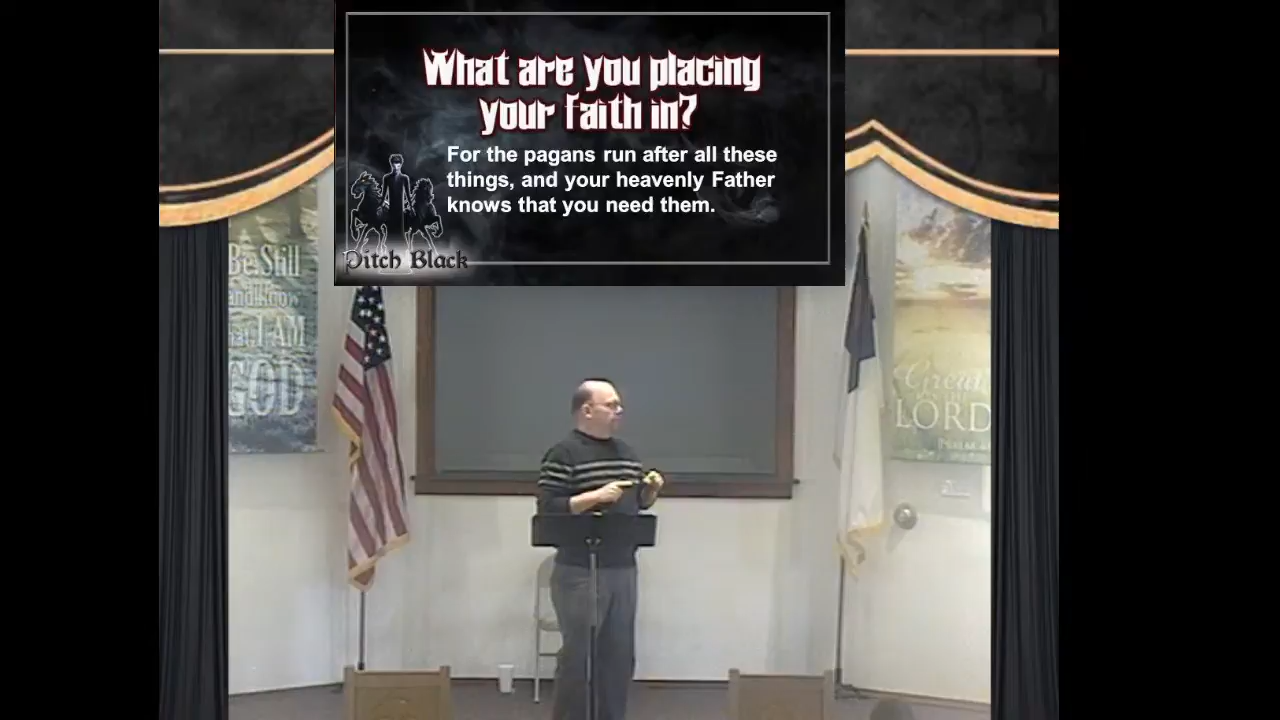 What are you placing
your faith in?
For the pagans run after all these
things, and your heavenly Father
knows that you need them.
Pitch Black
Be Still
and Know
I AM
GOD
Great
LORD